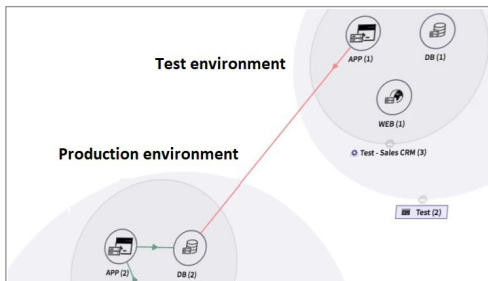 Test environment
APP (1)
DB (1)
WEB (1)
Test - Sales CRM (3)
Test (2)
Production environment
APP (2)
DB (2)